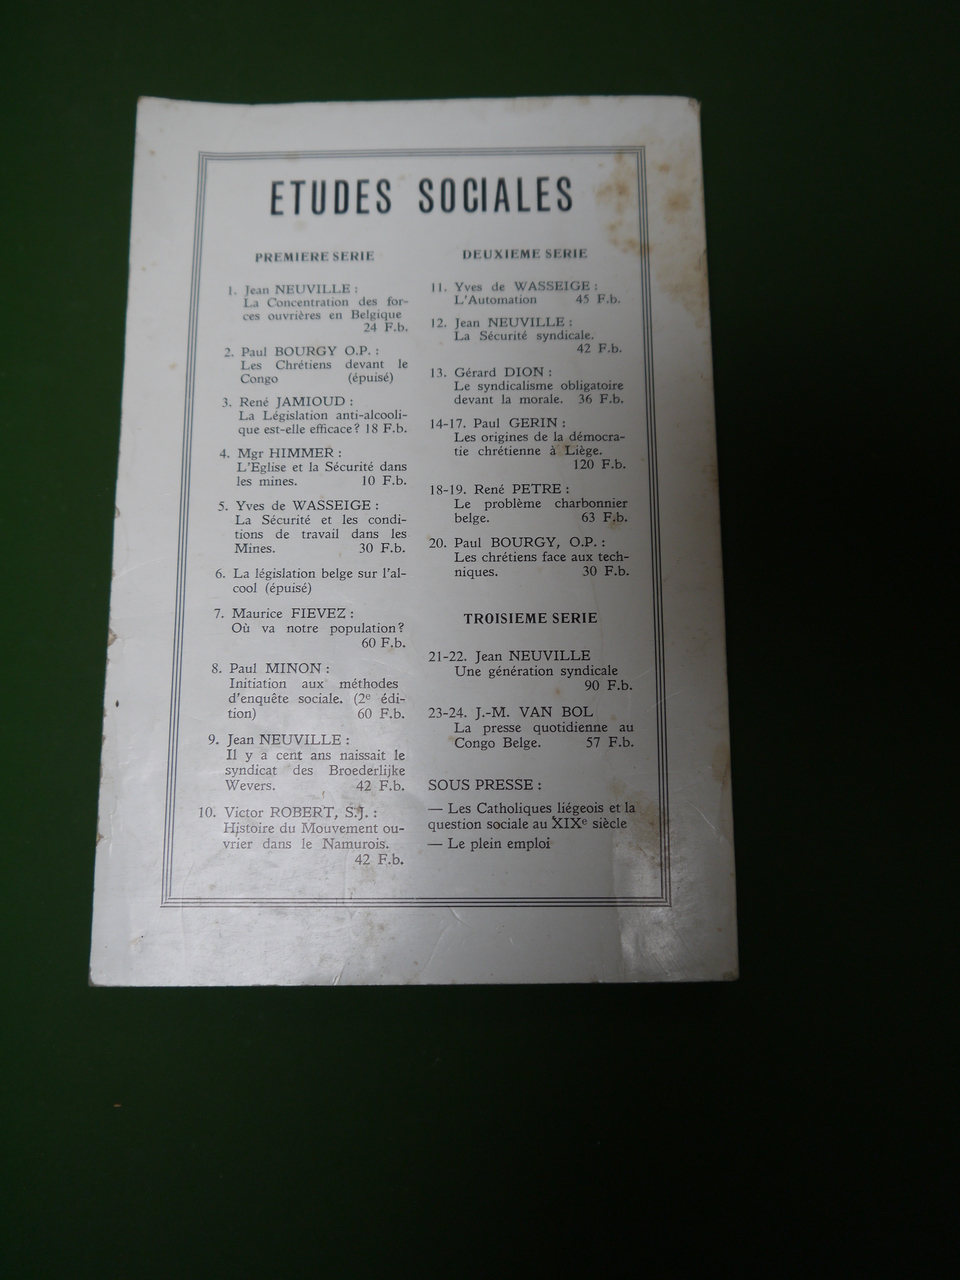 ETUDES SOCIALES
PREMIERE SERIE
1. Jean NEUVILLE :
La Concentration des for-
ces ouvrières en Belgique
24 F.b.
2. Paul BOURGY O.P. :
Les Chrétiens devant le
Congo (épuisé)
3. René JAMIOUD :
La Législation anti-alcooli-
que est-elle efficace ? 18 F.b.
4. Mgr HIMMER :
L'Eglise et la Sécurité dans
les mines. 10 F.b.
5. Yves de WASSEIGE :
La Sécurité et les condi-
tions de travail dans les
Mines. 30 F.b.
6. La législation belge sur l'al-
cool (épuisé)
7. Maurice FIEVEZ :
Où va notre population ?
60 F.b.
8. Paul MINON :
Initiation aux méthodes
d'enquête sociale. (2e édi-
tion) 60 F.b.
9. Jean NEUVILLE :
Il y a cent ans naissait le
syndicat des Broederlijke
Wevers. 42 F.b.
10. Victor ROBERT, S.J. :
Histoire du Mouvement ou-
vrier dans le Namurois.
42 F.b.
DEUXIEME SERIE
11. Yves de WASSEIGE :
L'Automation 45 F.b.
12. Jean NEUVILLE :
La Sécurité syndicale.
42 F.b.
13. Gérard DION :
Le syndicalisme obligatoire
devant la morale. 36 F.b.
14-17. Paul GERIN :
Les origines de la démocra-
tie chrétienne à Liège.
120 F.b.
18-19. René PETRE :
Le problème charbonnier
belge. 63 F.b.
20. Paul BOURGY, O.P. :
Les chrétiens face aux tech-
niques. 30 F.b.
TROISIEME SERIE
21-22. Jean NEUVILLE
Une génération syndicale
90 F.b.
23-24. J.-M. VAN BOL
La presse quotidienne au
Congo Belge. 57 F.b.
SOUS PRESSE :
— Les Catholiques liégeois et la
question sociale au XIXe siècle
— Le plein emploi